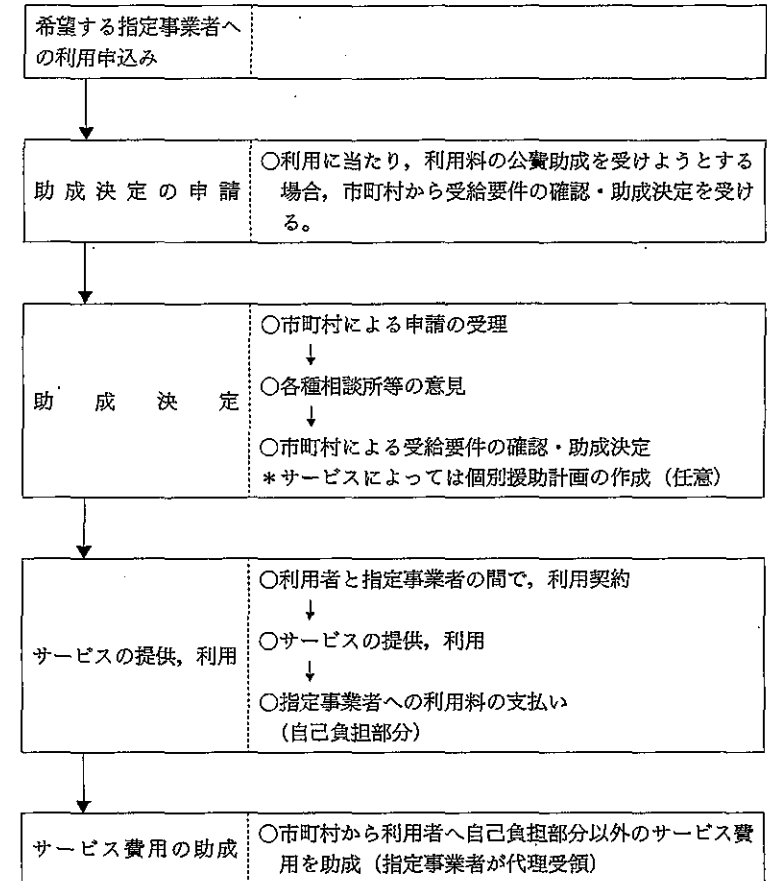 希望する指定事業者へ
の利用申込み
助成決定の申請
○利用に当たり，利用料の公費助成を受けようとする
場合，市町村から受給要件の確認・助成決定を受け
る。
助成決定
○市町村による申請の受理
↓
○各種相談所等の意見
↓
○市町村による受給要件の確認・助成決定
＊サービスによっては個別援助計画の作成（任意）
サービスの提供，利用
○利用者と指定事業者の間で，利用契約
↓
○サービスの提供，利用
↓
○指定事業者への利用料の支払い
（自己負担部分）
サービス費用の助成
○市町村から利用者へ自己負担部分以外のサービス費
用を助成（指定事業者が代理受領）